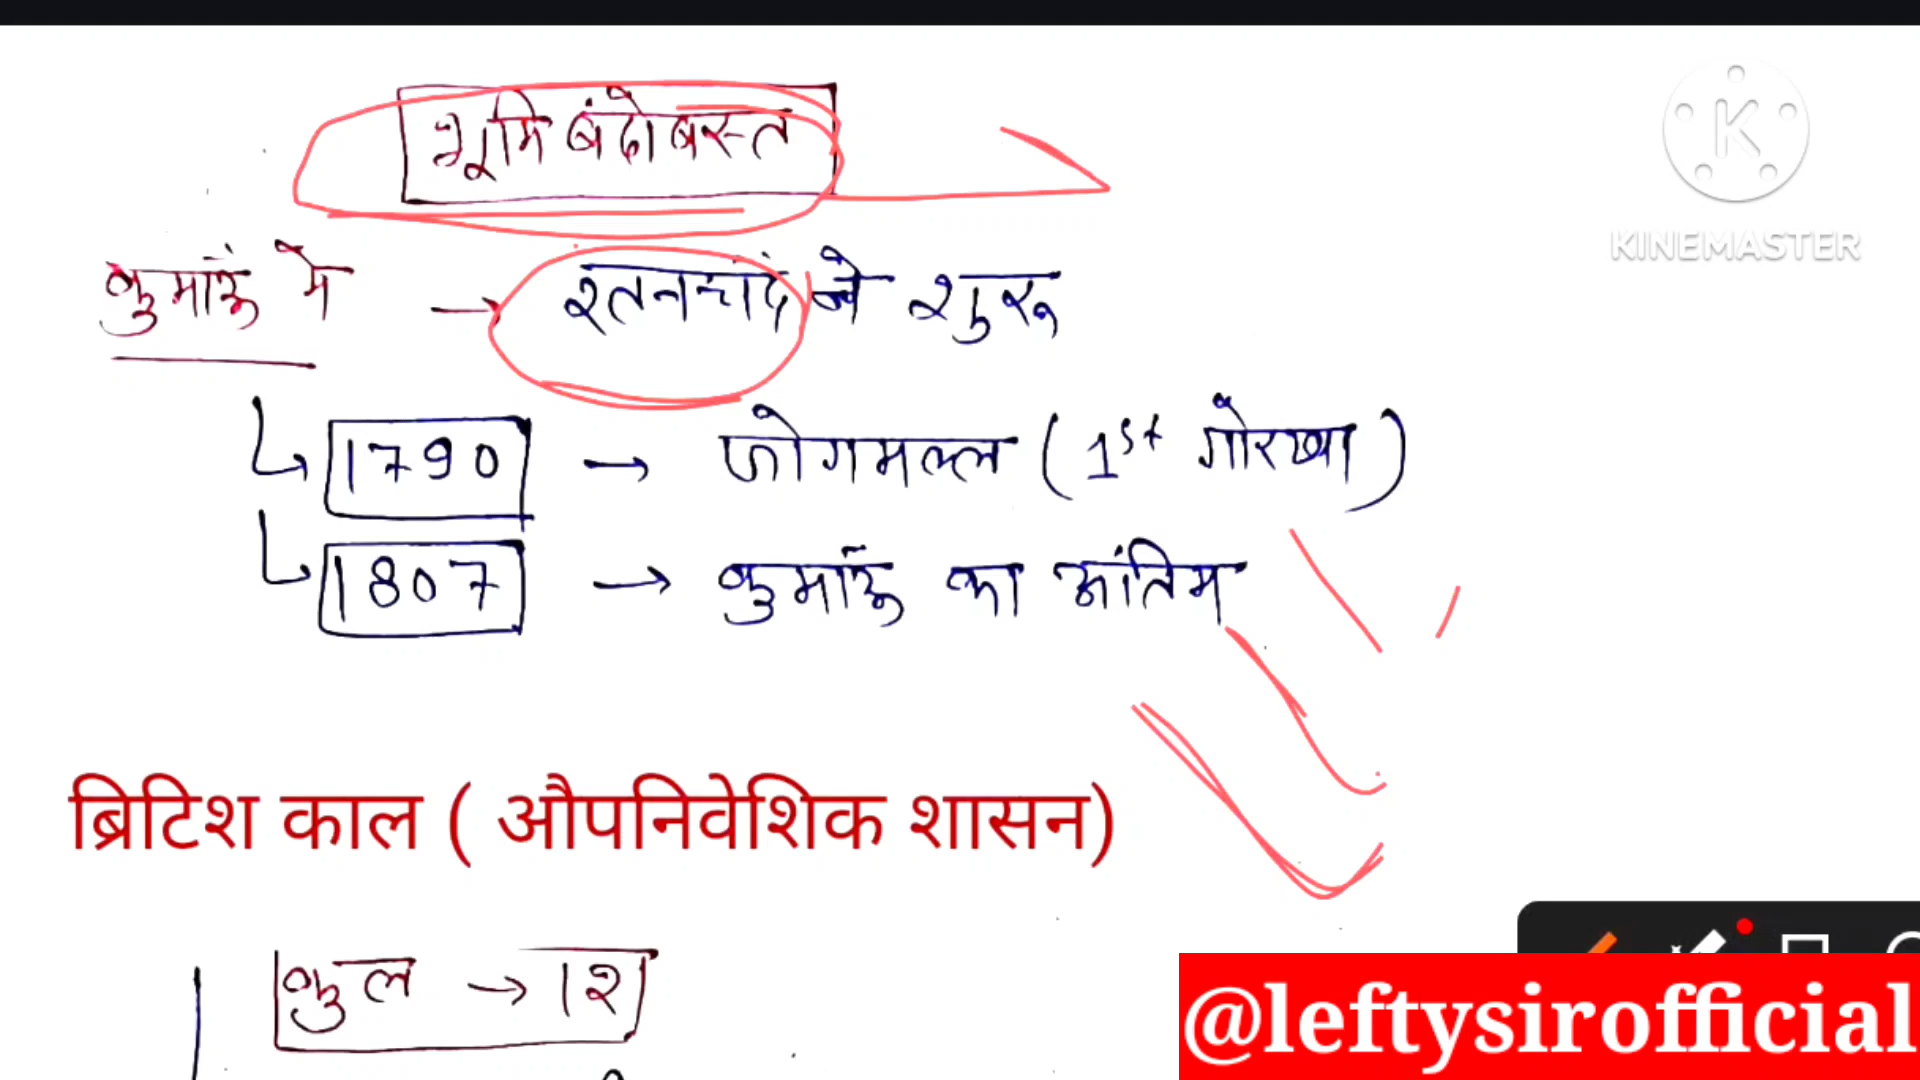 भूमि बंदोबस्त
KINEMASTER
कुमाऊं मे → रतनचांद ने शुरू
1790 → जोगमल्ल (1st गोरखा)
1807 → कुमाऊँ का अंतिम
ब्रिटिश काल ( औपनिवेशिक शासन)
कुल → 12
@leftysirofficial